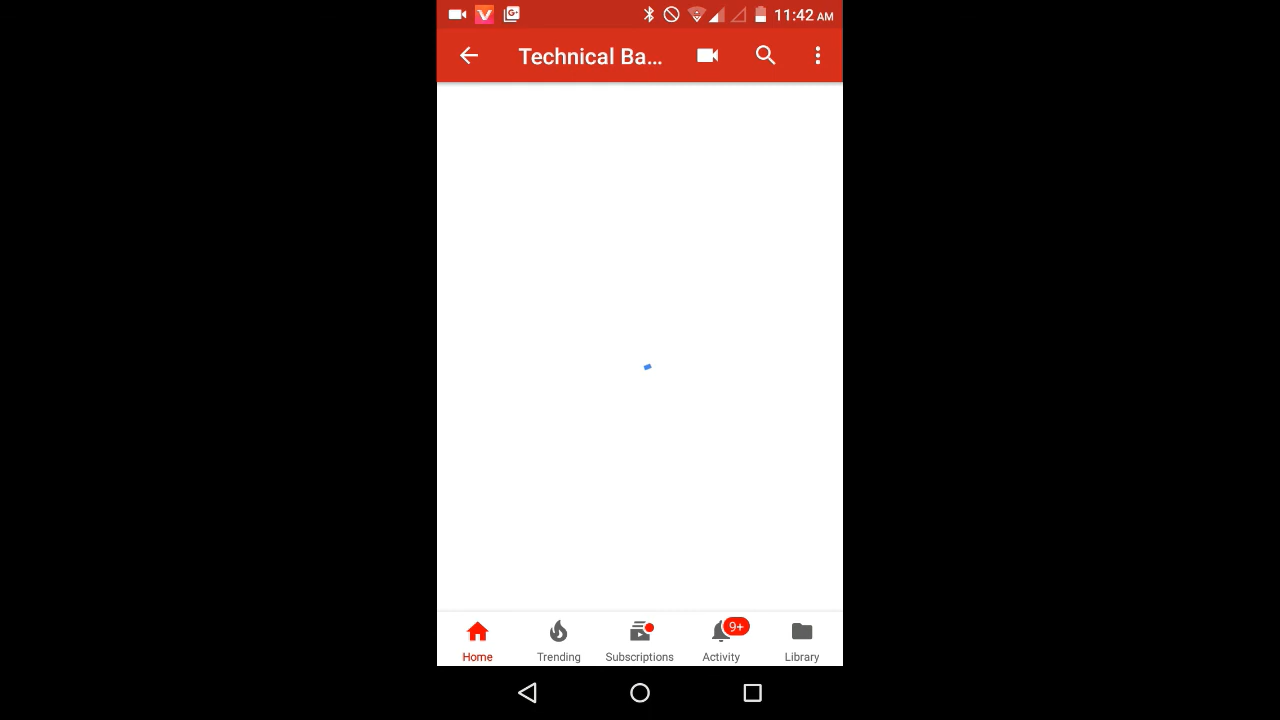 11:42 AM
Technical Ba...
9+
Home
Trending
Subscriptions
Activity
Library